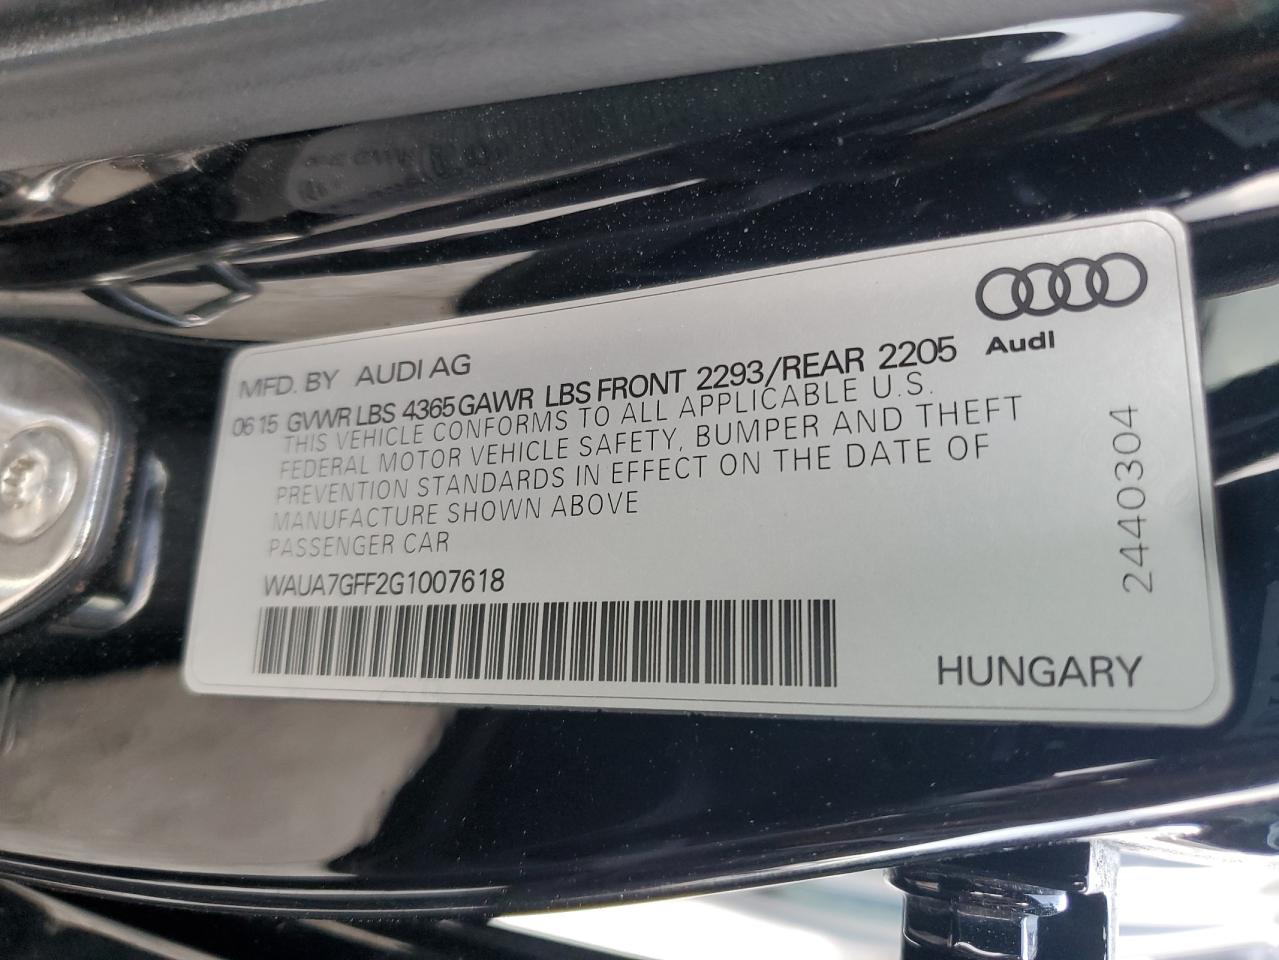 Audi
MFD. BY AUDI AG
06 15 GVWR LBS 4365 GAWR LBS FRONT 2293/REAR 2205
THIS VEHICLE CONFORMS TO ALL APPLICABLE U.S.
FEDERAL MOTOR VEHICLE SAFETY, BUMPER AND THEFT
PREVENTION STANDARDS IN EFFECT ON THE DATE OF
MANUFACTURE SHOWN ABOVE
PASSENGER CAR
WAUA7GFF2G1007618
HUNGARY
2440304